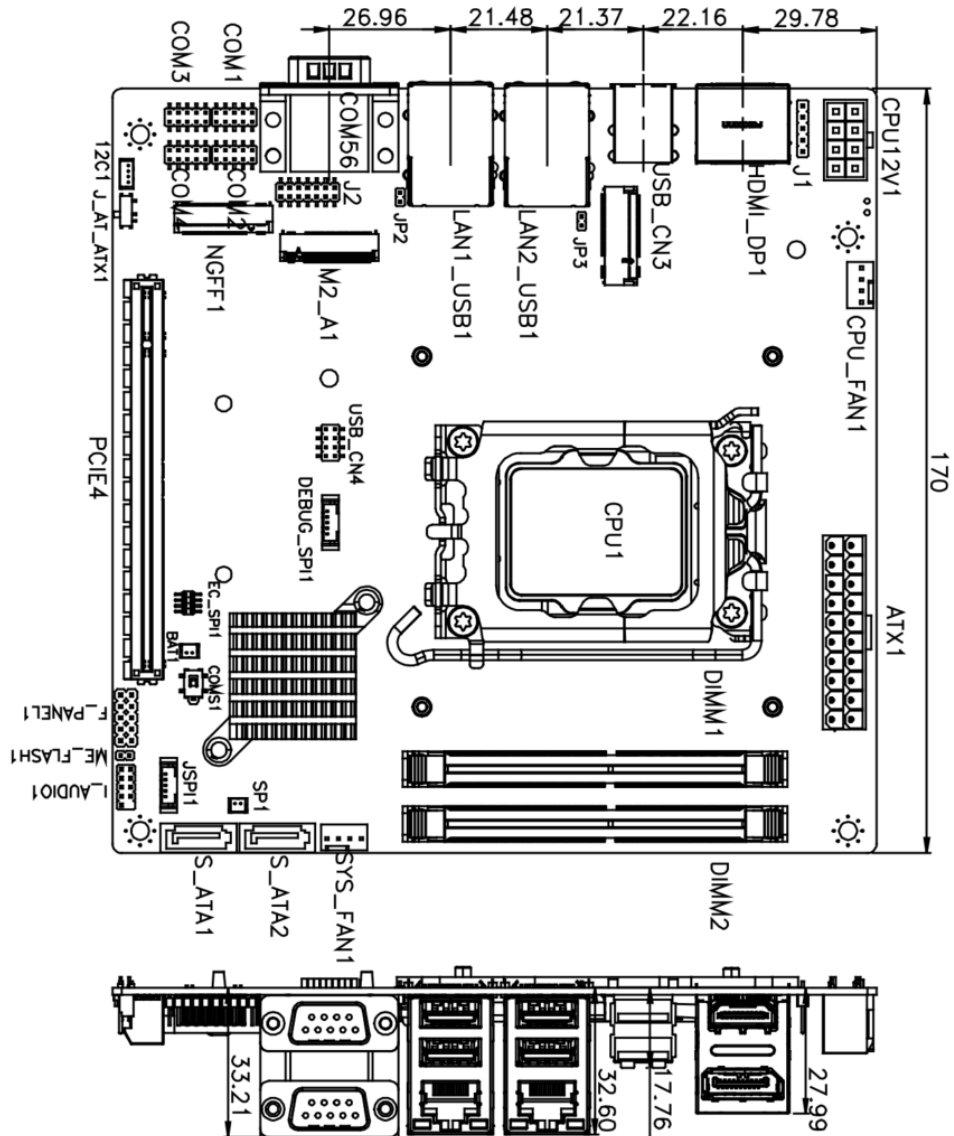 26.96
21.48
21.37
22.16
29.78
COM3
COM1
COM56
CPU12V1
J1
HDMI_DP1
USB_CN3
JP3
LAN2_USB1
LAN1_USB1
JP2
J2
12C1
J_AT_ATX1
NGFF1
M2_A1
CPU_FAN1
170
PCIE4
USB_CN4
DEBUG_SPI1
CPU1
ATX1
EC_SPI1
BAT1
COMS1
DIMM1
F_PANEL1
ME_FLASH1
I_AUDIO1
JSPI1
SP1
S_ATA1
S_ATA2
SYS_FAN1
DIMM2
33.21
32.60
17.76
27.99